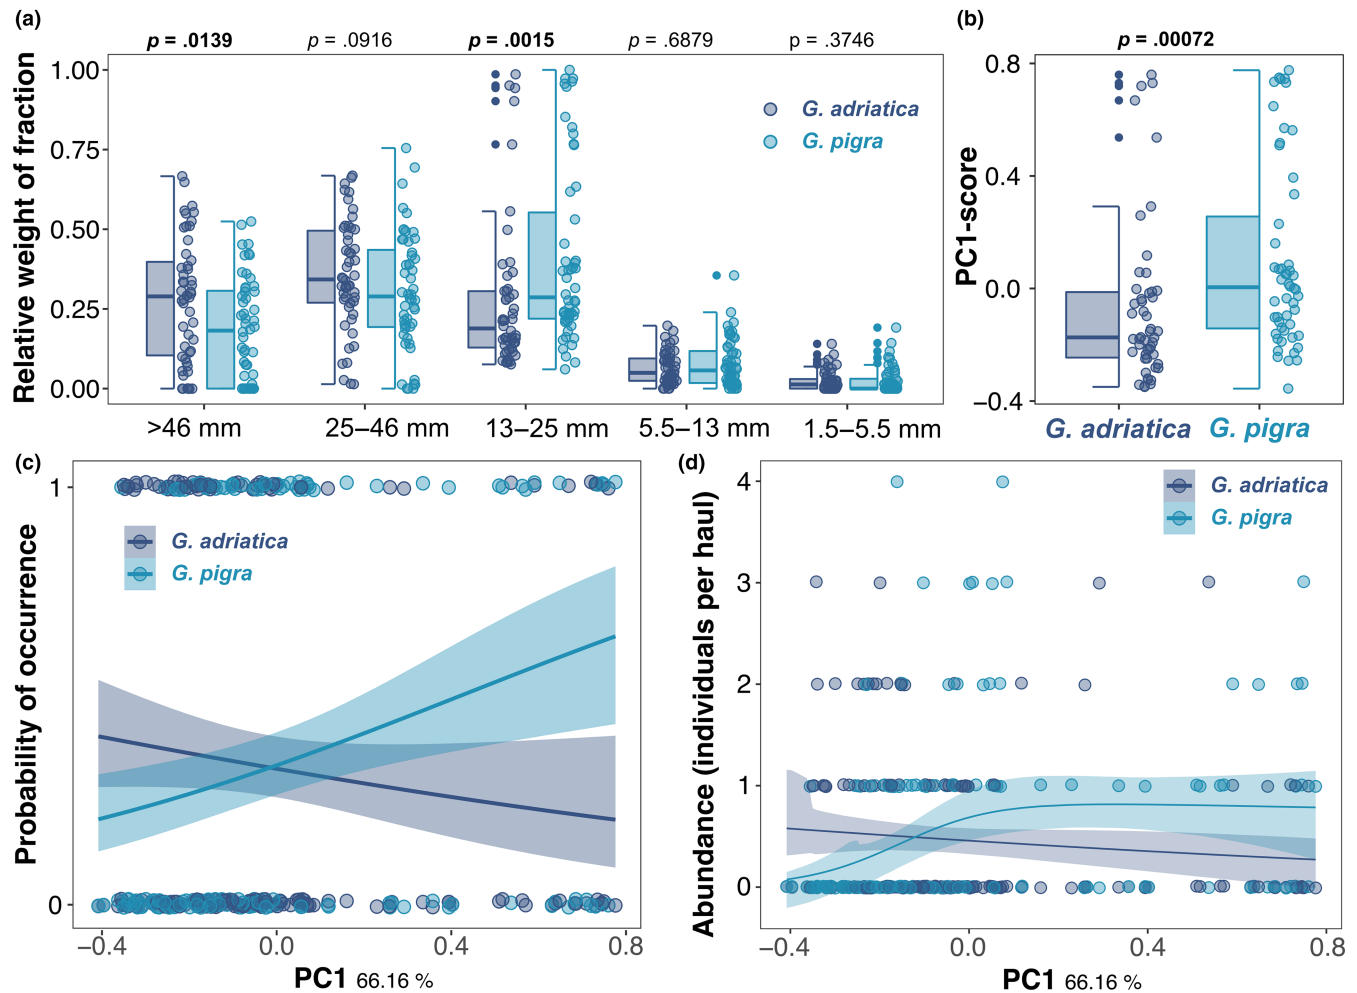 (a)
p = .0139
p = .0916
p = .0015
p = .6879
p = .3746
Relative weight of fraction
1.00
0.75
0.50
0.25
0.00
G. adriatica
G. pigra
>46 mm
25–46 mm
13–25 mm
5.5–13 mm
1.5–5.5 mm
(b)
p = .00072
PC1-score
0.8
0.4
0.0
−0.4
G. adriatica
G. pigra
(c)
Probability of occurrence
1
0
G. adriatica
G. pigra
−0.4
0.0
0.4
0.8
PC1 66.16 %
(d)
Abundance (individuals per haul)
4
3
2
1
0
G. adriatica
G. pigra
−0.4
0.0
0.4
0.8
PC1 66.16 %